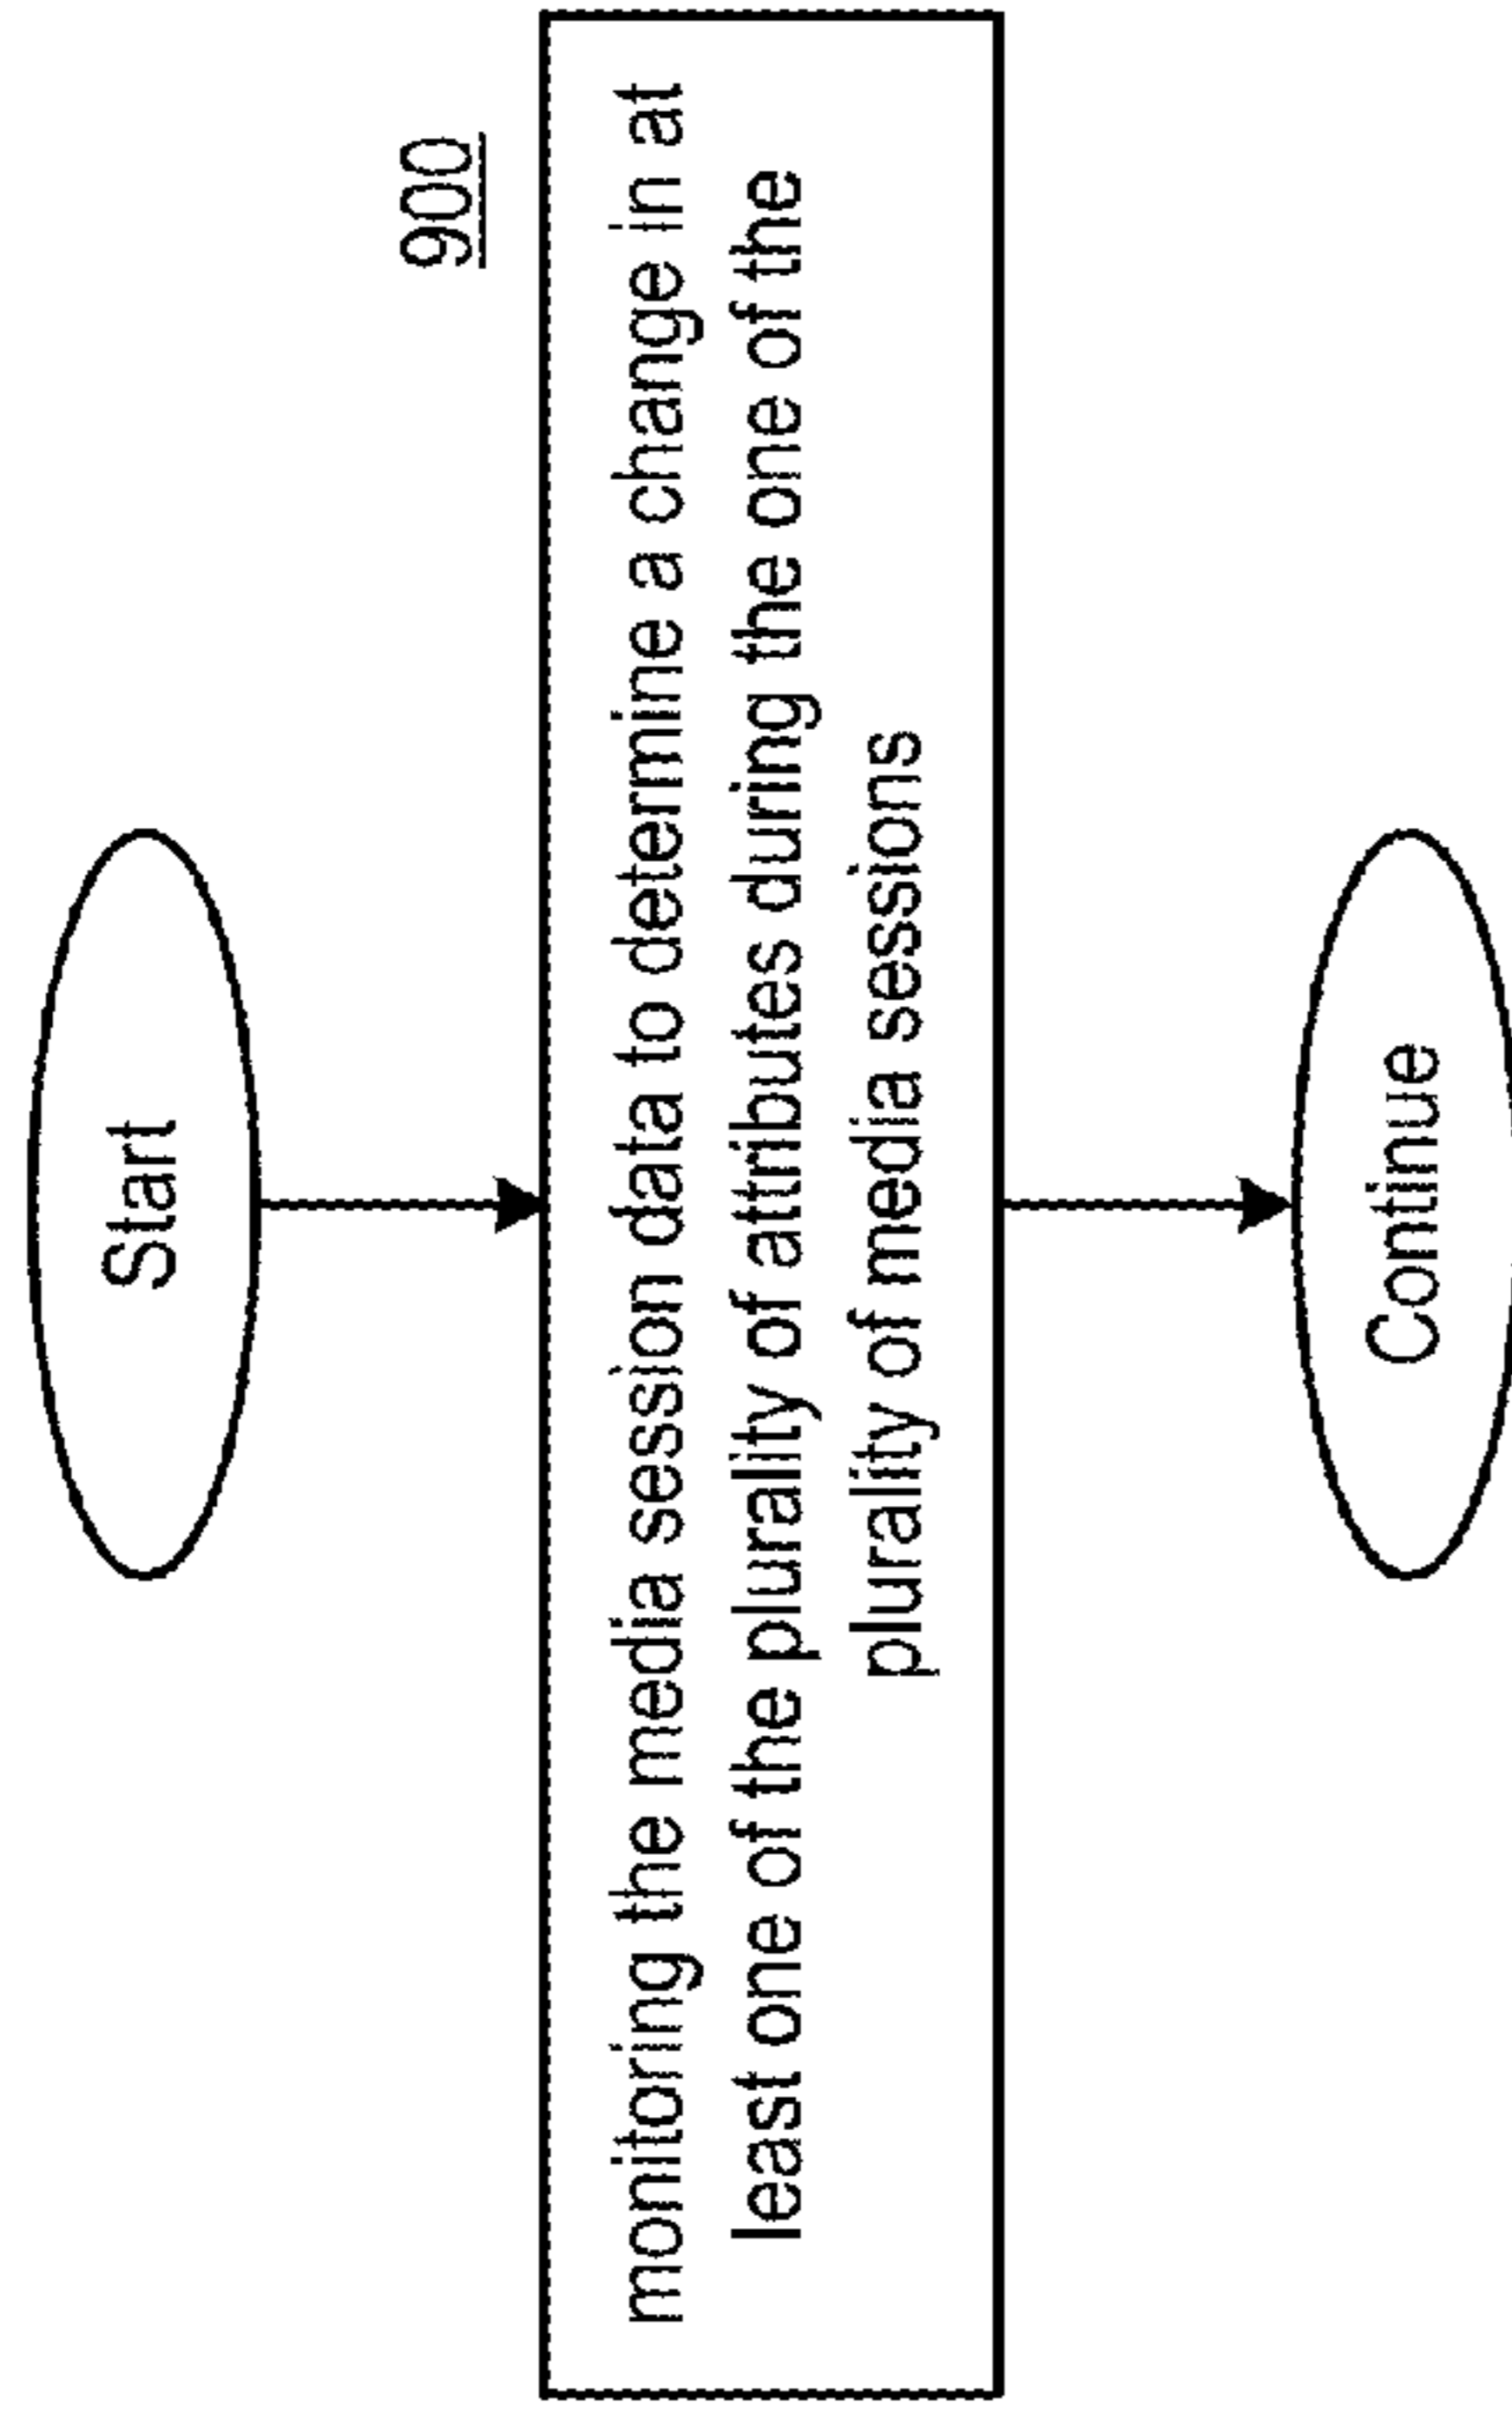 Start
900
monitoring the media session data to determine a change in at
least one of the plurality of attributes during the one of the
plurality of media sessions
Continue